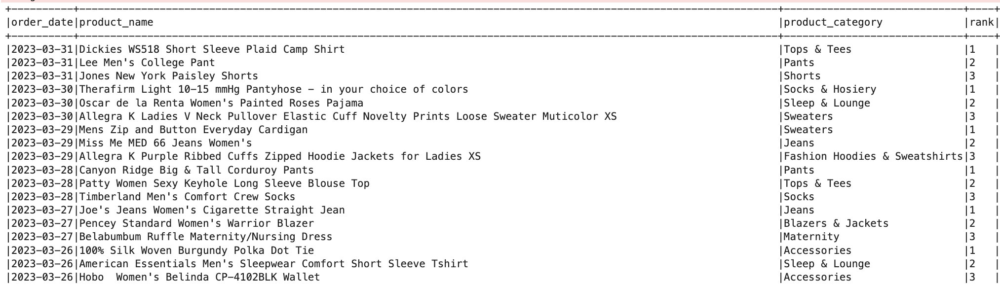 +----------+------------------------------------------------------------------------------------------------------------------+------------------------------+----+
|order_date|product_name |product_category |rank|
+----------+------------------------------------------------------------------------------------------------------------------+------------------------------+----+
|2023-03-31|Dickies WS518 Short Sleeve Plaid Camp Shirt |Tops & Tees |1 |
|2023-03-31|Lee Men's College Pant |Pants |2 |
|2023-03-31|Jones New York Paisley Shorts |Shorts |3 |
|2023-03-30|Therafirm Light 10-15 mmHg Pantyhose - in your choice of colors |Socks & Hosiery |1 |
|2023-03-30|Oscar de la Renta Women's Painted Roses Pajama |Sleep & Lounge |2 |
|2023-03-30|Allegra K Ladies V Neck Pullover Elastic Cuff Novelty Prints Loose Sweater Muticolor XS |Sweaters |3 |
|2023-03-29|Mens Zip and Button Everyday Cardigan |Sweaters |1 |
|2023-03-29|Miss Me MED 66 Jeans Women's |Jeans |2 |
|2023-03-29|Allegra K Purple Ribbed Cuffs Zipped Hoodie Jackets for Ladies XS |Fashion Hoodies & Sweatshirts|3 |
|2023-03-28|Canyon Ridge Big & Tall Corduroy Pants |Pants |1 |
|2023-03-28|Patty Women Sexy Keyhole Long Sleeve Blouse Top |Tops & Tees |2 |
|2023-03-28|Timberland Men's Comfort Crew Socks |Socks |3 |
|2023-03-27|Joe's Jeans Women's Cigarette Straight Jean |Jeans |1 |
|2023-03-27|Pencey Standard Women's Warrior Blazer |Blazers & Jackets |2 |
|2023-03-27|Belabumbum Ruffle Maternity/Nursing Dress |Maternity |3 |
|2023-03-26|100% Silk Woven Burgundy Polka Dot Tie |Accessories |1 |
|2023-03-26|American Essentials Men's Sleepwear Comfort Short Sleeve Tshirt |Sleep & Lounge |2 |
|2023-03-26|Hobo  Women's Belinda CP-4102BLK Wallet |Accessories |3 |